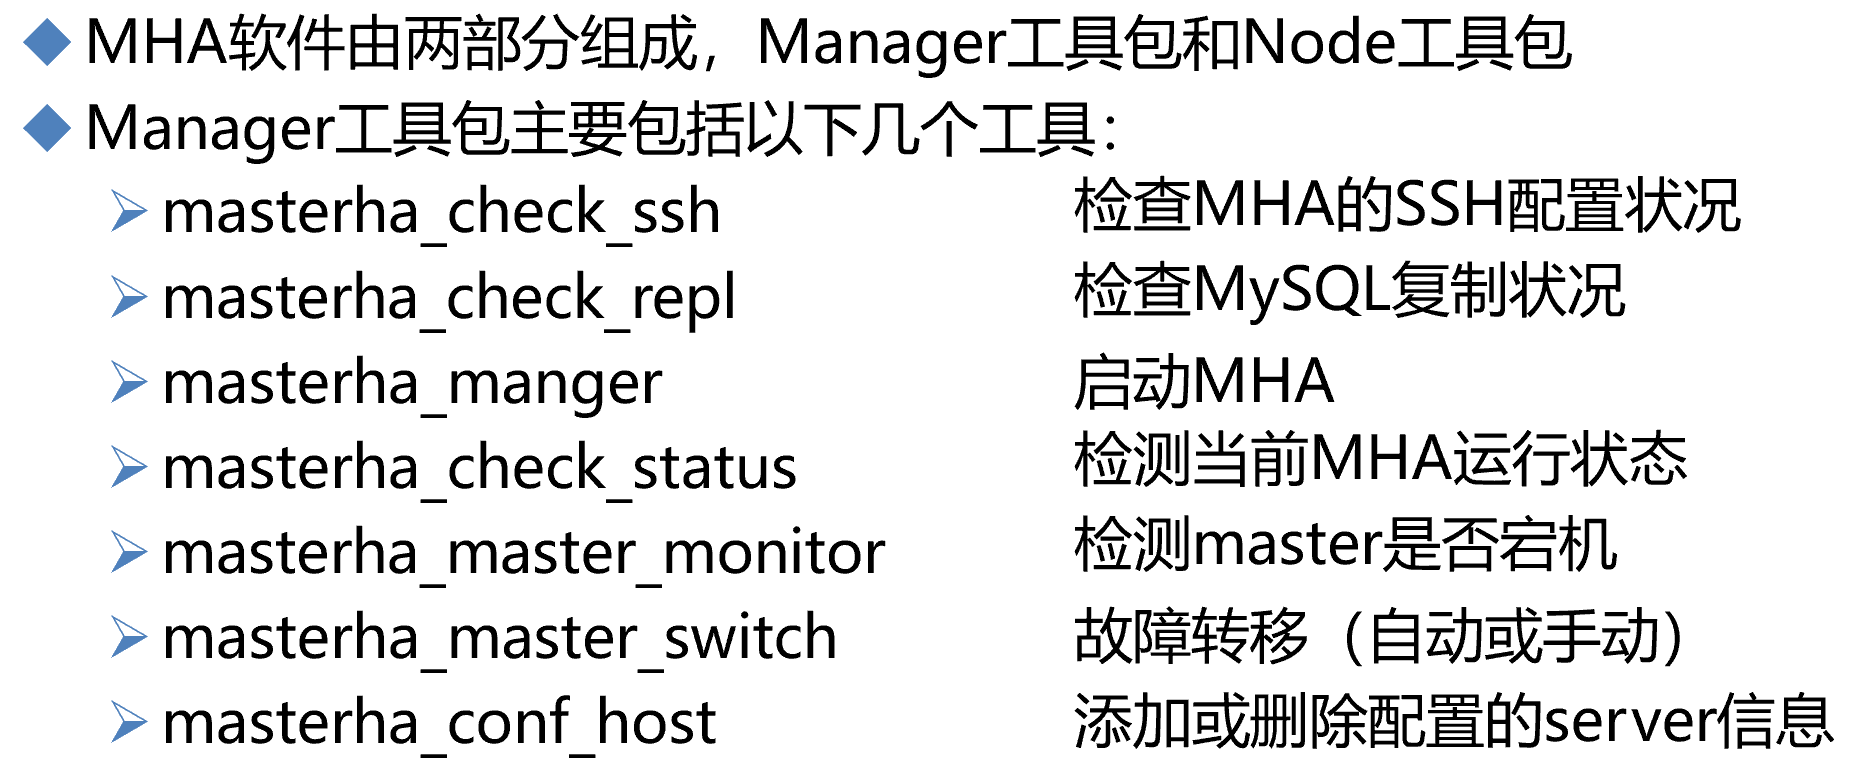 MHA软件由两部分组成，Manager工具包和Node工具包
Manager工具包主要包括以下几个工具：
masterha_check_ssh 检查MHA的SSH配置状况
masterha_check_repl 检查MySQL复制状况
masterha_manger 启动MHA
masterha_check_status 检测当前MHA运行状态
masterha_master_monitor 检测master是否宕机
masterha_master_switch 故障转移（自动或手动）
masterha_conf_host 添加或删除配置的server信息